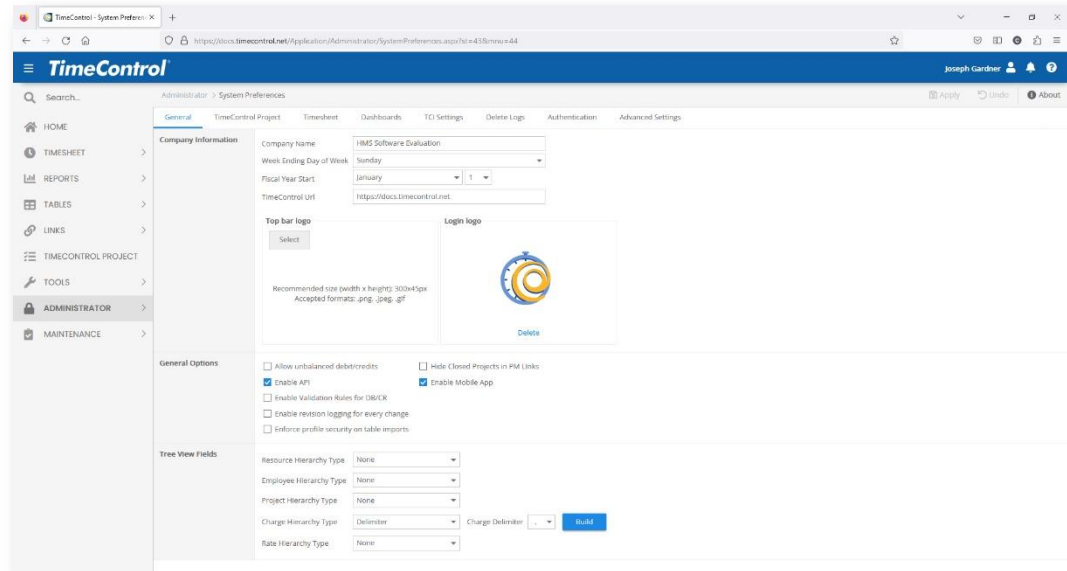 TimeControl - System Preferen
https://docs.timecontrol.net/Application/Administrator/SystemPreferences.aspx?st=43&mnu=44
TimeControl
Joseph Gardner
Search...
Administrator > System Preferences
Apply Undo About
General TimeControl Project Timesheet Dashboards TCI Settings Delete Logs Authentication Advanced Settings
HOME
TIMESHEET
REPORTS
TABLES
LINKS
TIMECONTROL PROJECT
TOOLS
ADMINISTRATOR
MAINTENANCE
Company Information
Company Name HMS Software Evaluation
Week Ending Day of Week Sunday
Fiscal Year Start January 1
TimeControl Url https://docs.timecontrol.net
Top bar logo Login logo
Select
Recommended size (width x height): 300x45px
Accepted formats: .png, .jpeg, .gif
Delete
General Options
Allow unbalanced debit/credits Hide Closed Projects in PM Links
Enable API Enable Mobile App
Enable Validation Rules for DB/CR
Enable revision logging for every change
Enforce profile security on table imports
Tree View Fields
Resource Hierarchy Type None
Employee Hierarchy Type None
Project Hierarchy Type None
Charge Hierarchy Type Delimiter Charge Delimiter . Build
Rate Hierarchy Type None